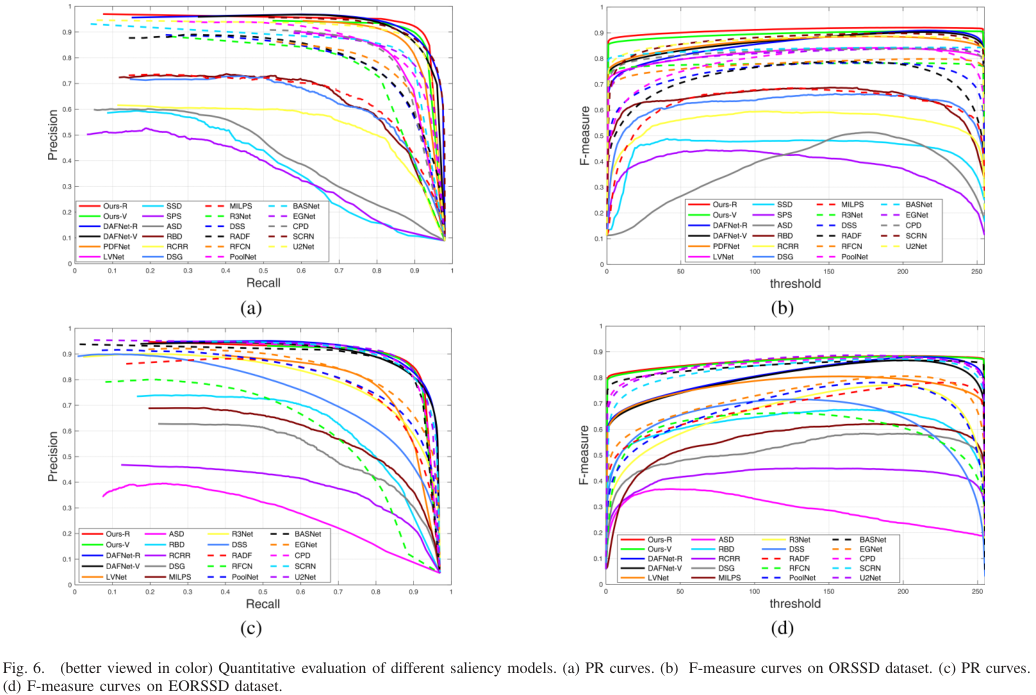 1
0.9
0.8
0.7
0.6
0.5
0.4
0.3
0.2
0.1
0
Precision
Ours-R SSD MILPS BASNet
Ours-V SPS R3Net EGNet
DAFNet-R ASD DSS CPD
DAFNet-V RBD RADF SCRN
PDFNet RCRR RFCN U2Net
LVNet DSG PoolNet
0 0.1 0.2 0.3 0.4 0.5 0.6 0.7 0.8 0.9 1
Recall
(a)
1
0.9
0.8
0.7
0.6
0.5
0.4
0.3
0.2
0.1
0
F-measure
Ours-R SSD MILPS BASNet
Ours-V SPS R3Net EGNet
DAFNet-R ASD DSS CPD
DAFNet-V RBD RADF SCRN
PDFNet RCRR RFCN U2Net
LVNet DSG PoolNet
0 50 100 150 200 250
threshold
(b)
1
0.9
0.8
0.7
0.6
0.5
0.4
0.3
0.2
0.1
0
Precision
Ours-R ASD R3Net BASNet
Ours-V RBD DSS EGNet
DAFNet-R RCRR RADF CPD
DAFNet-V DSG RFCN SCRN
LVNet MILPS PoolNet U2Net
0 0.1 0.2 0.3 0.4 0.5 0.6 0.7 0.8 0.9 1
Recall
(c)
1
0.9
0.8
0.7
0.6
0.5
0.4
0.3
0.2
0.1
0
F-measure
Ours-R ASD R3Net BASNet
Ours-V RBD DSS EGNet
DAFNet-R RCRR RADF CPD
DAFNet-V DSG RFCN SCRN
LVNet MILPS PoolNet U2Net
0 50 100 150 200 250
threshold
(d)
Fig. 6. (better viewed in color) Quantitative evaluation of different saliency models. (a) PR curves. (b) F-measure curves on ORSSD dataset. (c) PR curves.
(d) F-measure curves on EORSSD dataset.